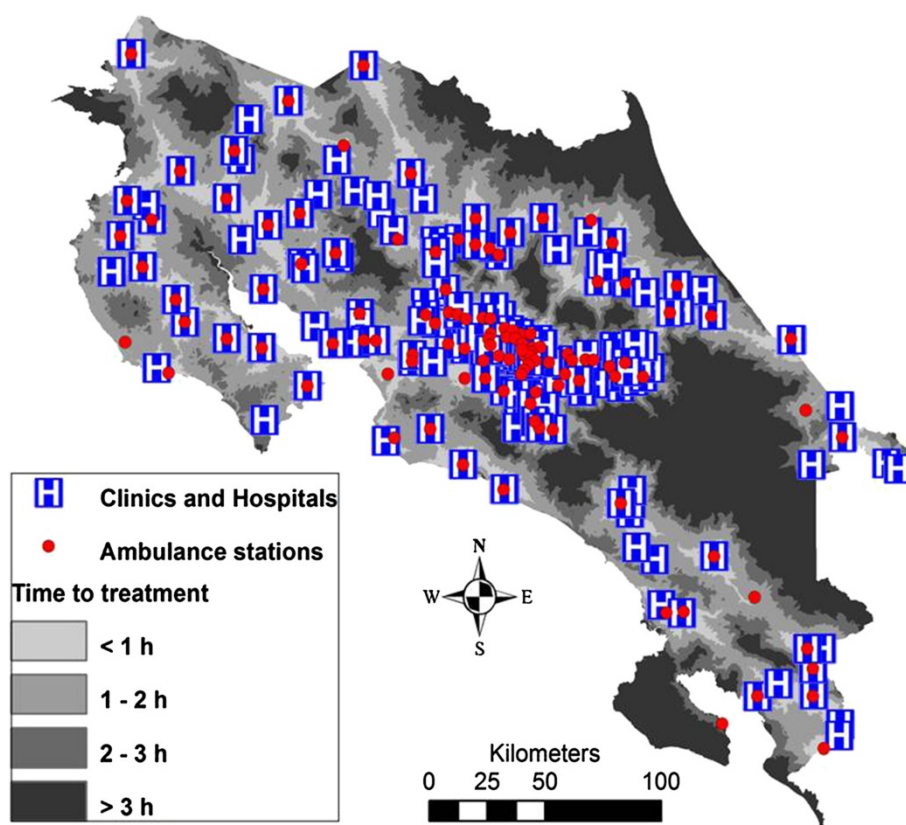 H Clinics and Hospitals
Ambulance stations
Time to treatment
< 1 h
1 - 2 h
2 - 3 h
> 3 h
N
W E
S
Kilometers
0 25 50 100